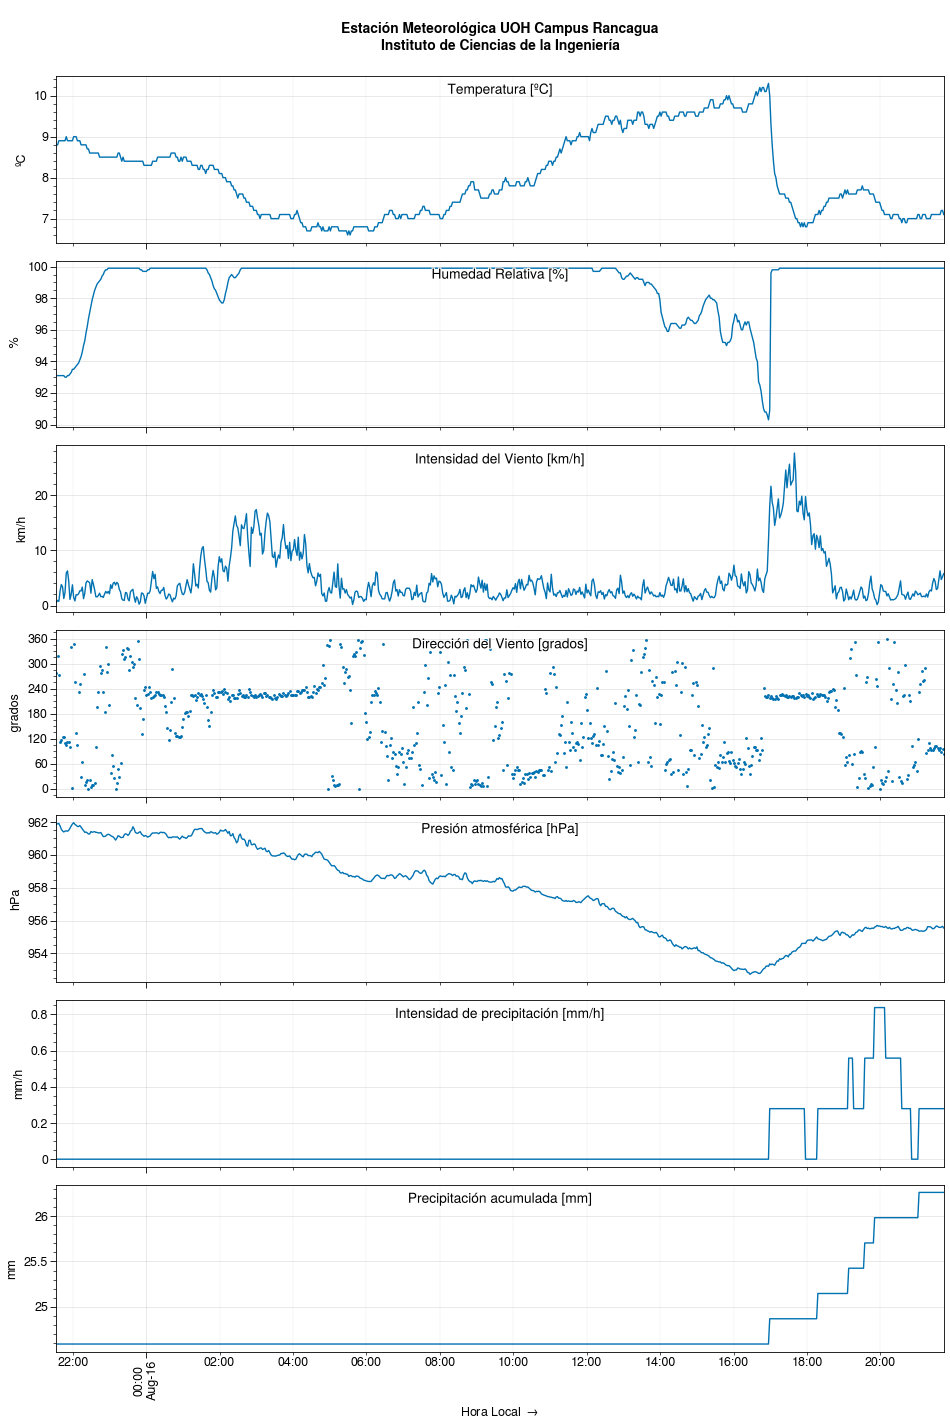 Estación Meteorológica UOH Campus Rancagua
Instituto de Ciencias de la Ingeniería
Temperatura [ºC]
ºC
10
9
8
7
Humedad Relativa [%]
%
100
98
96
94
92
90
Intensidad del Viento [km/h]
km/h
20
10
0
Dirección del Viento [grados]
grados
360
300
240
180
120
60
0
Presión atmosférica [hPa]
hPa
962
960
958
956
954
Intensidad de precipitación [mm/h]
mm/h
0.8
0.6
0.4
0.2
0
Precipitación acumulada [mm]
mm
26
25.5
25
22:00
00:00
Aug-16
02:00
04:00
06:00
08:00
10:00
12:00
14:00
16:00
18:00
20:00
Hora Local →